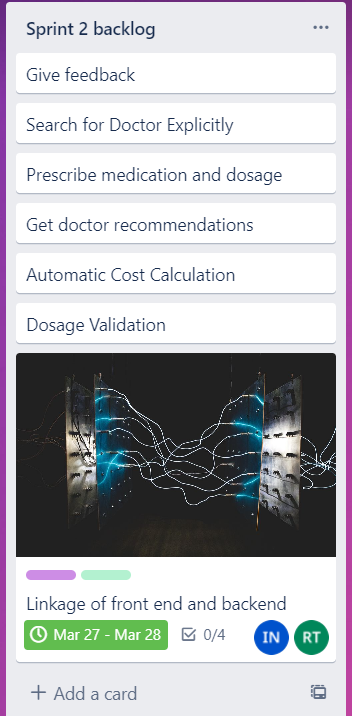 Sprint 2 backlog
Give feedback
Search for Doctor Explicitly
Prescribe medication and dosage
Get doctor recommendations
Automatic Cost Calculation
Dosage Validation
Linkage of front end and backend
Mar 27 - Mar 28 0/4 IN RT
Add a card